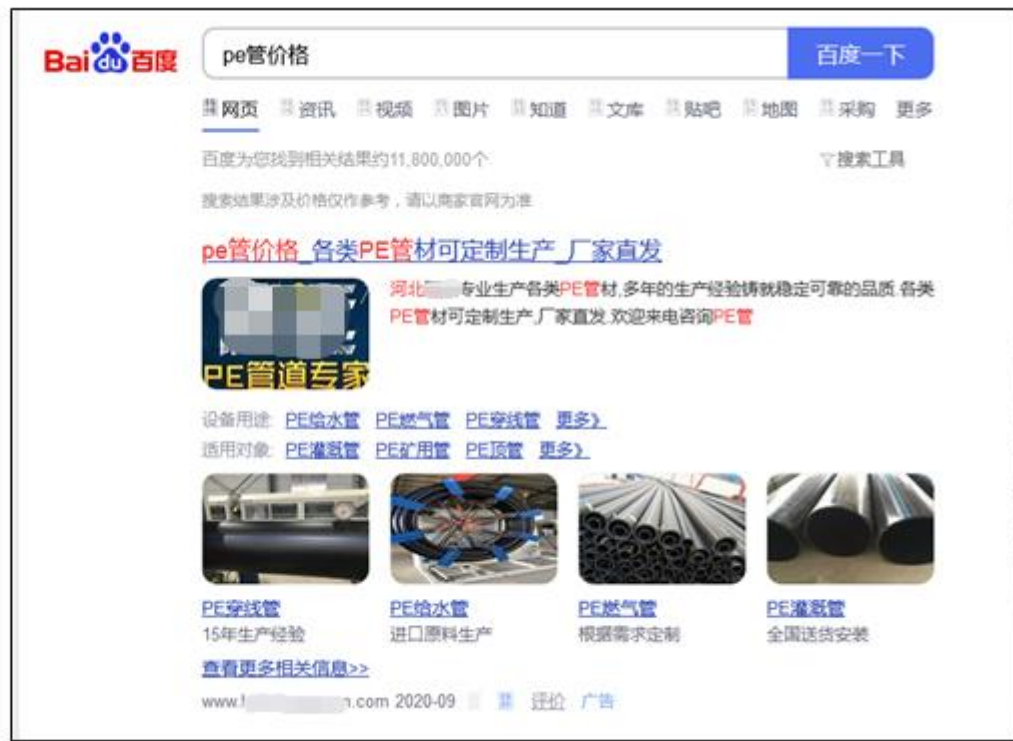 Bai du 百度
pe管价格
百度一下
网页 资讯 视频 图片 知道 文库 贴吧 地图 采购 更多
百度为您找到相关结果约11,800,000个
搜索工具
搜索结果涉及价格仅作参考，请以商家官网为准
pe管价格_各类PE管材可定制生产_厂家直发
河北 专业生产各类PE管材,多年的生产经验铸就稳定可靠的品质.各类
PE管材可定制生产,厂家直发.欢迎来电咨询PE管
PE管道专家
设备用途: PE给水管 PE燃气管 PE穿线管 更多》
适用对象: PE灌溉管 PE矿用管 PE顶管 更多》
PE穿线管 PE给水管 PE燃气管 PE灌溉管
15年生产经验 进口原料生产 根据需求定制 全国送货安装
查看更多相关信息>>
www. .com 2020-09 评价 广告